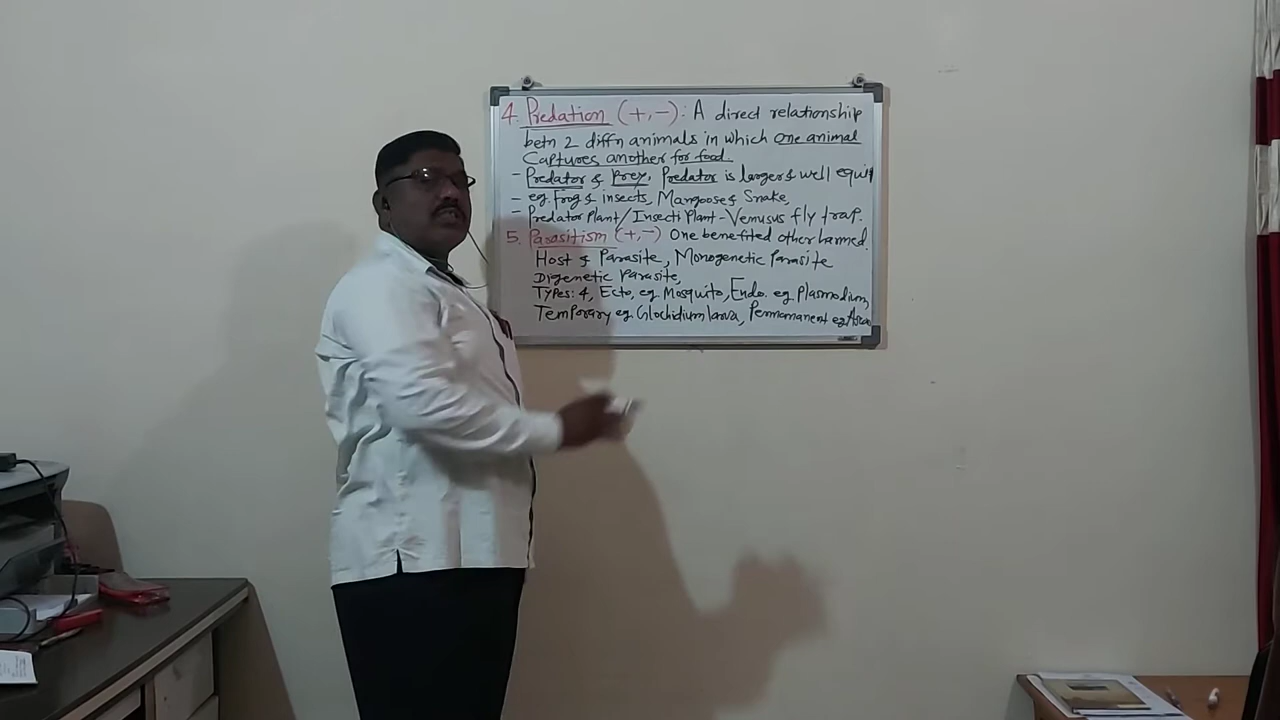 4. Predation (+,-): A direct relationship
betn 2 diffn animals in which one animal
Captures another for food.
- Predator & Prey, Predator is larger & well equip
- eg. Frog & insects, Mangoose & Snake,
- Predator Plant/Insecti Plant - Venusus fly trap.
5. Parasitism (+,-) One benefited other harmed.
Host & Parasite, Monogenetic Parasite
Digenetic Parasite,
Types: 4, Ecto, eg Mosquito, Endo. eg Plasmodium,
Temporary eg. Glochidium larva, Permamanent eg